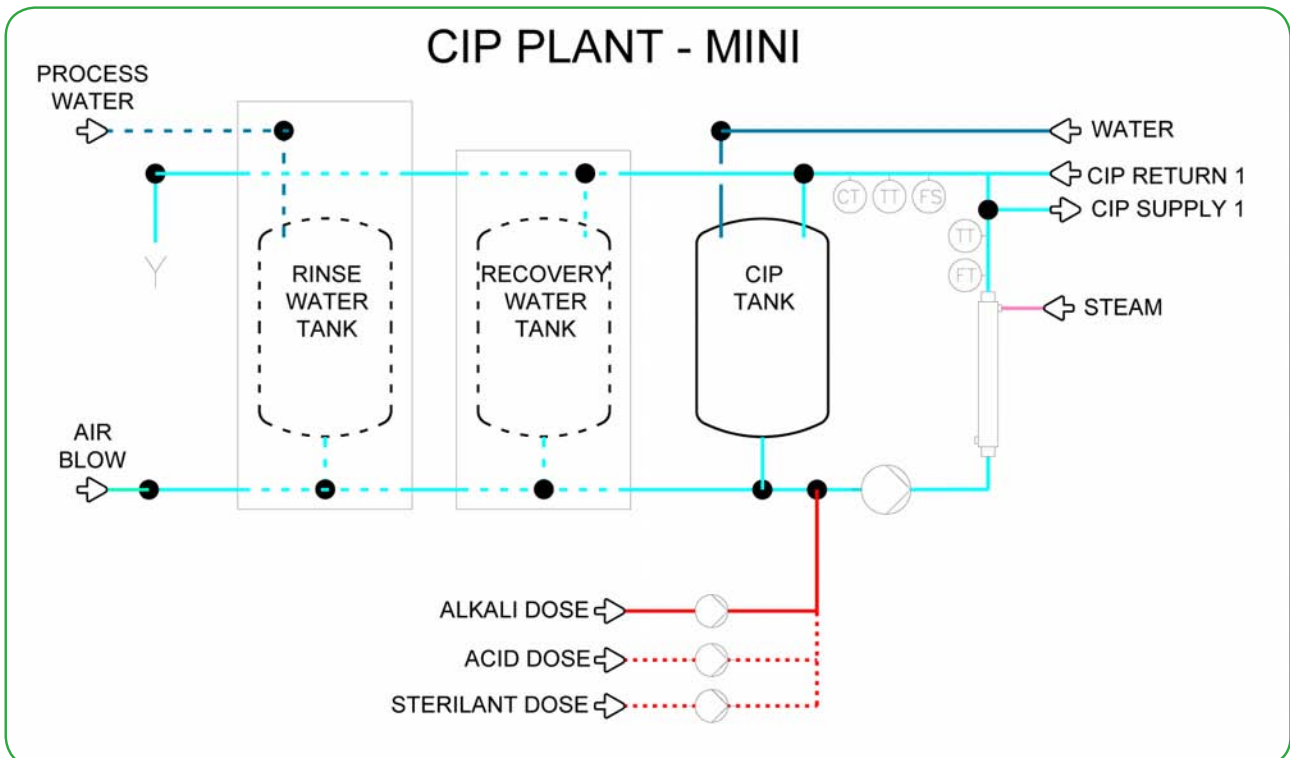 CIP PLANT - MINI
PROCESS
WATER
WATER
CIP RETURN 1
CT TT FS
CIP SUPPLY 1
TT
RINSE
WATER
TANK
RECOVERY
WATER
TANK
CIP
TANK
FT
STEAM
AIR
BLOW
ALKALI DOSE
ACID DOSE
STERILANT DOSE